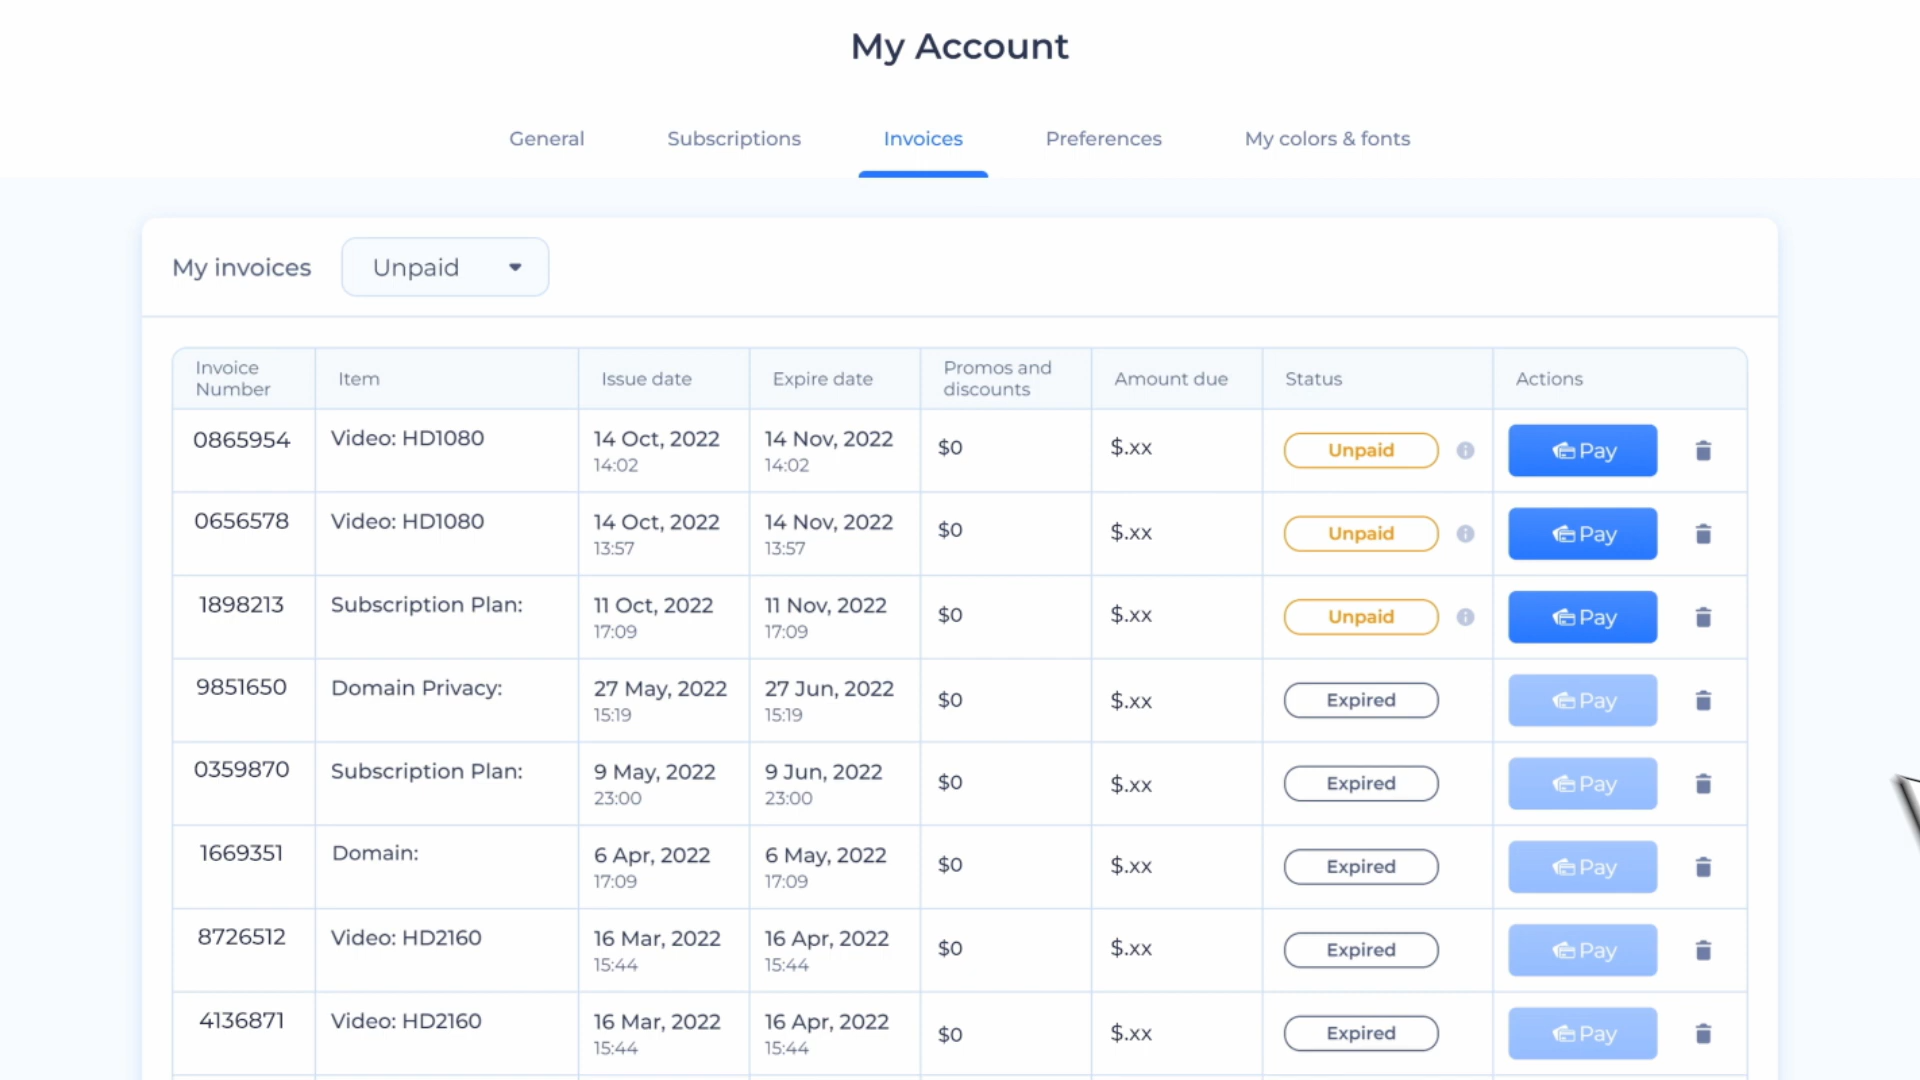 My Account
General Subscriptions Invoices Preferences My colors & fonts
My invoices Unpaid
Invoice Number Item Issue date Expire date Promos and discounts Amount due Status Actions
0865954 Video: HD1080 14 Oct, 2022 14 Nov, 2022 $0 $.xx Unpaid Pay
14:02 14:02
0656578 Video: HD1080 14 Oct, 2022 14 Nov, 2022 $0 $.xx Unpaid Pay
13:57 13:57
1898213 Subscription Plan: 11 Oct, 2022 11 Nov, 2022 $0 $.xx Unpaid Pay
17:09 17:09
9851650 Domain Privacy: 27 May, 2022 27 Jun, 2022 $0 $.xx Expired Pay
15:19 15:19
0359870 Subscription Plan: 9 May, 2022 9 Jun, 2022 $0 $.xx Expired Pay
23:00 23:00
1669351 Domain: 6 Apr, 2022 6 May, 2022 $0 $.xx Expired Pay
17:09 17:09
8726512 Video: HD2160 16 Mar, 2022 16 Apr, 2022 $0 $.xx Expired Pay
15:44 15:44
4136871 Video: HD2160 16 Mar, 2022 16 Apr, 2022 $0 $.xx Expired Pay
15:44 15:44